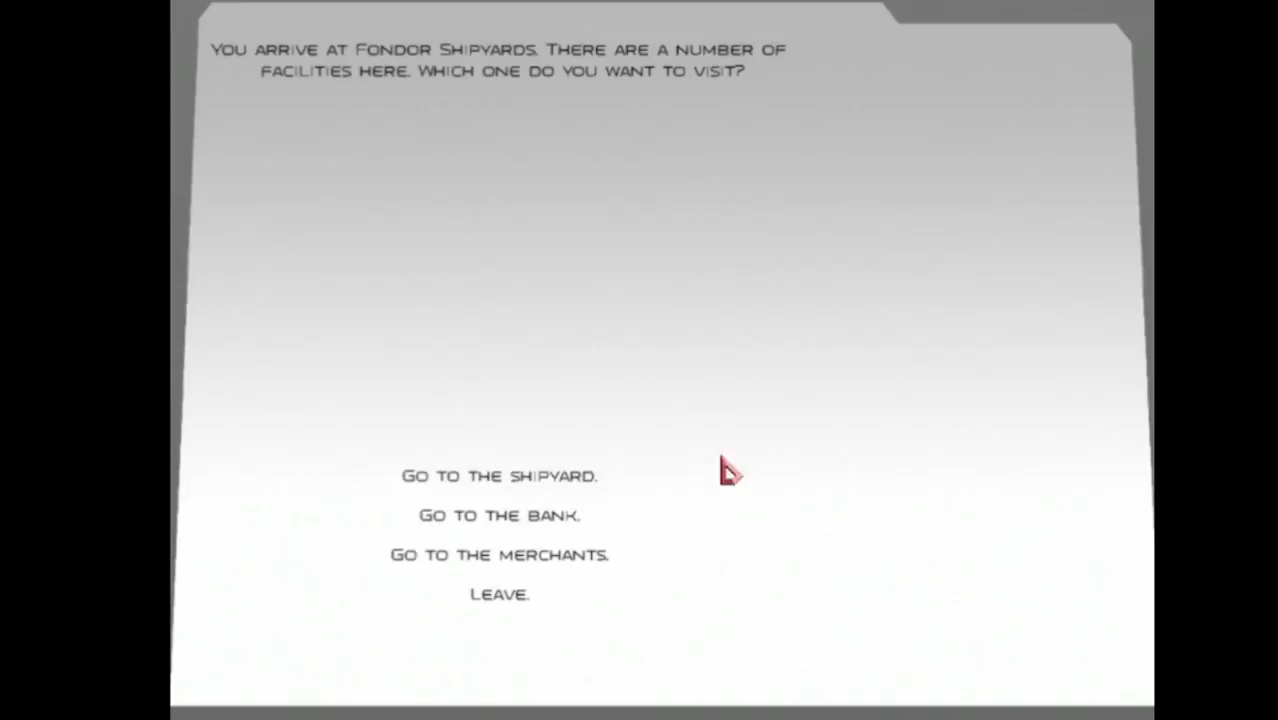 You arrive at Fondor Shipyards. There are a number of
facilities here. Which one do you want to visit?
Go to the shipyard.
Go to the bank.
Go to the merchants.
Leave.